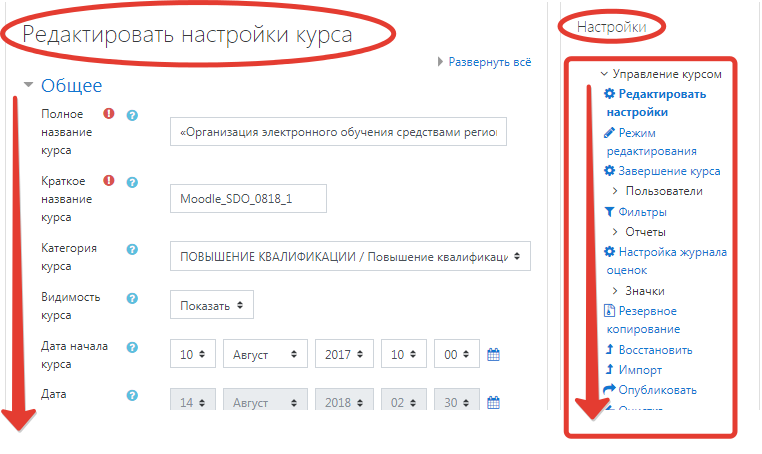 Редактировать настройки курса
Развернуть всё
Общее
Полное название курса
«Организация электронного обучения средствами регион
Краткое название курса
Moodle_SDO_0818_1
Категория курса
ПОВЫШЕНИЕ КВАЛИФИКАЦИИ / Повышение квалификаци
Видимость курса
Показать
Дата начала курса
10 Август 2017 10 00
Дата
14 Август 2018 02 30
Настройки
Управление курсом
Редактировать
настройки
Режим
редактирования
Завершение курса
Пользователи
Фильтры
Отчеты
Настройка журнала
оценок
Значки
Резервное
копирование
Восстановить
Импорт
Опубликовать
Очистка